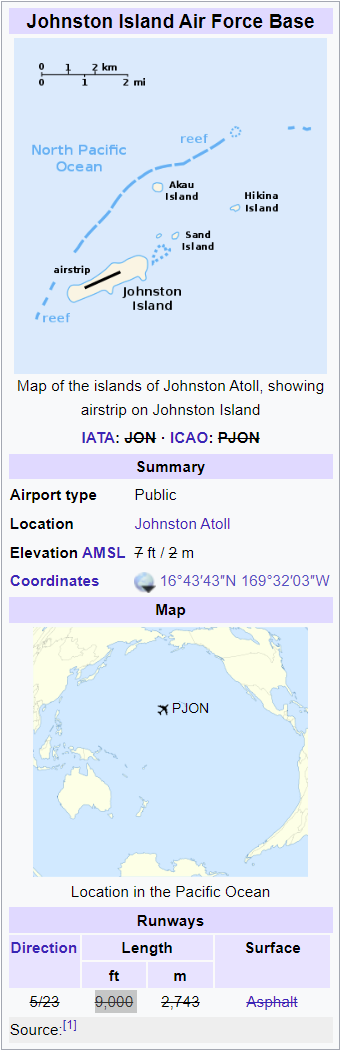 Johnston Island Air Force Base
0 1 2 km
0 1 2 mi
reef
North Pacific
Ocean
Akau
Island
Hikina
Island
Sand
Island
airstrip
Johnston
Island
reef
Map of the islands of Johnston Atoll, showing
airstrip on Johnston Island
IATA: JON · ICAO: PJON
Summary
Airport type Public
Location Johnston Atoll
Elevation AMSL 7 ft / 2 m
Coordinates 16°43′43″N 169°32′03″W
Map
PJON
Location in the Pacific Ocean
Runways
Direction Length Surface
ft m
5/23 9,000 2,743 Asphalt
Source:[1]